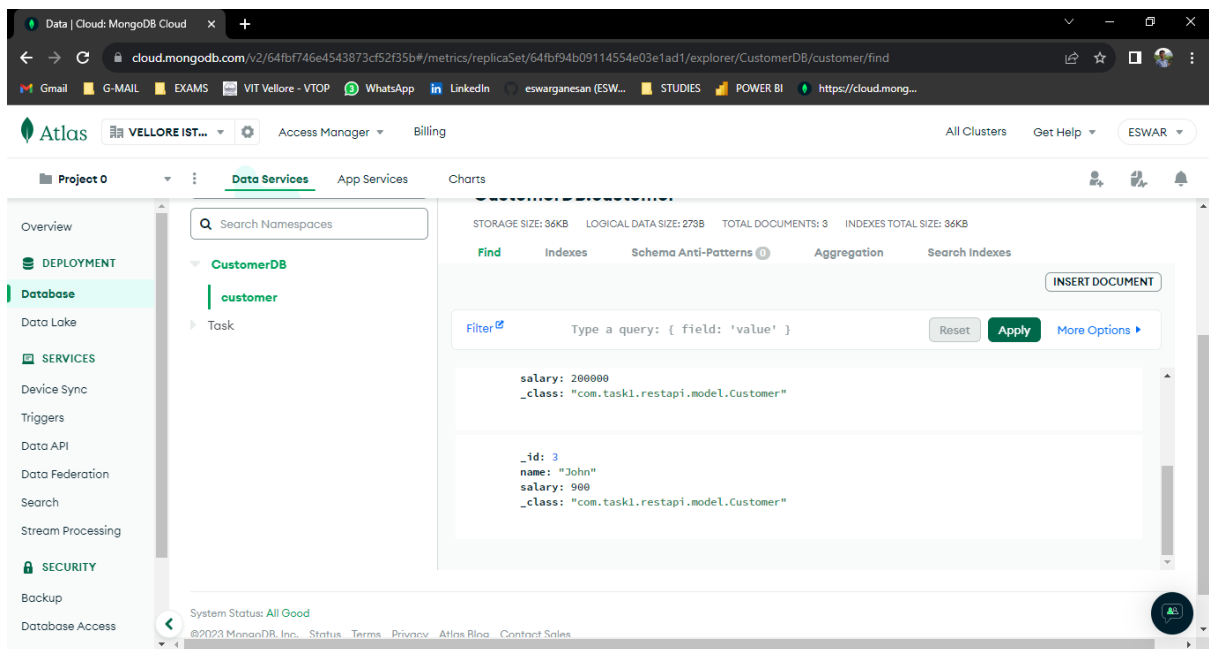 Data | Cloud: MongoDB Cloud
cloud.mongodb.com/v2/64fbf746e4543873cf52f35b#/metrics/replicaSet/64fbf94b09114554e03e1ad1/explorer/CustomerDB/customer/find
Gmail G-MAIL EXAMS VIT Vellore - VTOP WhatsApp LinkedIn eswarganesan (ESW... STUDIES POWER BI https://cloud.mong...
Atlas VELLORE IST... Access Manager Billing All Clusters Get Help ESWAR
Project 0 Data Services App Services Charts
CustomerDB.customer
Overview
Search Namespaces
STORAGE SIZE: 36KB LOGICAL DATA SIZE: 273B TOTAL DOCUMENTS: 3 INDEXES TOTAL SIZE: 36KB
Find Indexes Schema Anti-Patterns 0 Aggregation Search Indexes
DEPLOYMENT
CustomerDB
INSERT DOCUMENT
Database
customer
Data Lake
Task
Filter Type a query: { field: 'value' } Reset Apply More Options
SERVICES
Device Sync
Triggers
Data API
Data Federation
Search
Stream Processing
salary: 200000
_class: "com.task1.restapi.model.Customer"
_id: 3
name: "John"
salary: 900
_class: "com.task1.restapi.model.Customer"
SECURITY
Backup
Database Access
System Status: All Good
©2023 MongoDB, Inc. Status Terms Privacy Atlas Blog Contact Sales